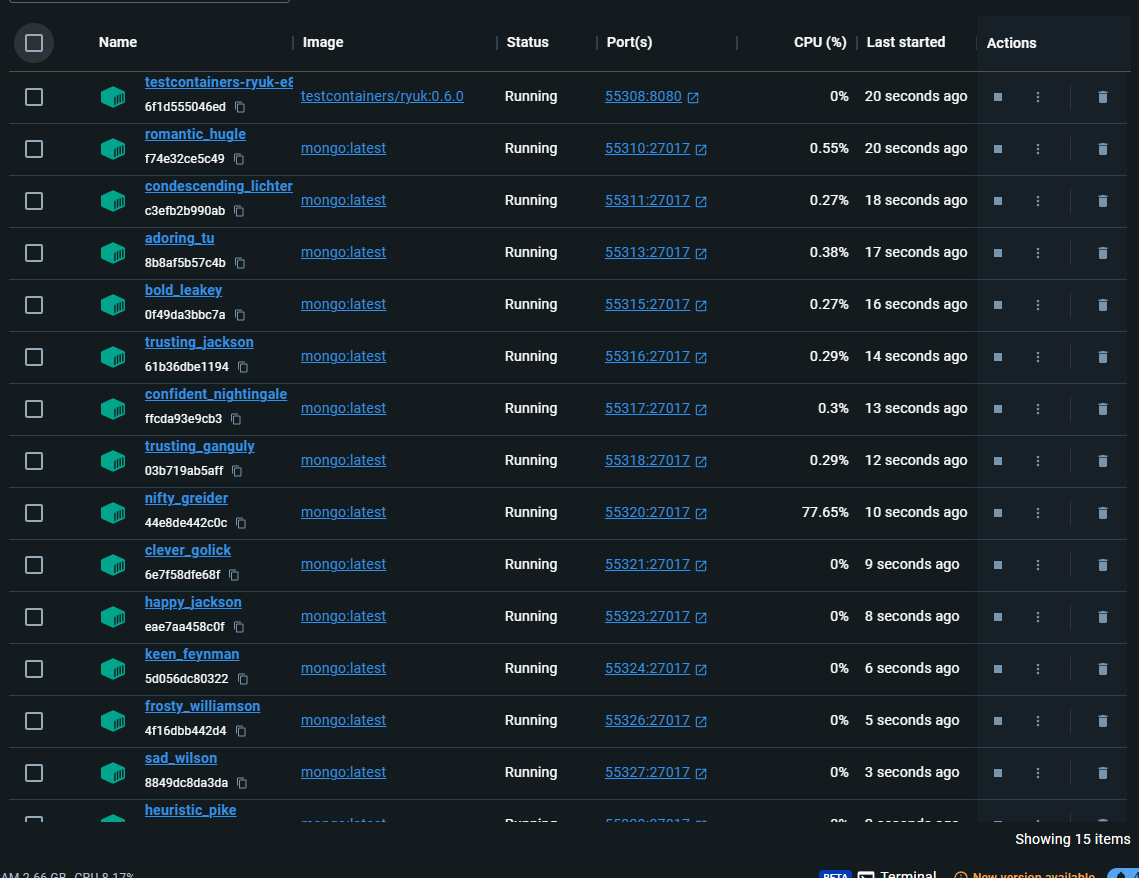 Name Image Status Port(s) CPU (%) Last started Actions
testcontainers-ryuk-e8
6f1d555046ed testcontainers/ryuk:0.6.0 Running 55308:8080 0% 20 seconds ago
romantic_hugle
f74e32ce5c49 mongo:latest Running 55310:27017 0.55% 20 seconds ago
condescending_lichter
c3efb2b990ab mongo:latest Running 55311:27017 0.27% 18 seconds ago
adoring_tu
8b8af5b57c4b mongo:latest Running 55313:27017 0.38% 17 seconds ago
bold_leakey
0f49da3bbc7a mongo:latest Running 55315:27017 0.27% 16 seconds ago
trusting_jackson
61b36dbe1194 mongo:latest Running 55316:27017 0.29% 14 seconds ago
confident_nightingale
ffcda93e9cb3 mongo:latest Running 55317:27017 0.3% 13 seconds ago
trusting_ganguly
03b719ab5aff mongo:latest Running 55318:27017 0.29% 12 seconds ago
nifty_greider
44e8de442c0c mongo:latest Running 55320:27017 77.65% 10 seconds ago
clever_golick
6e7f58dfe68f mongo:latest Running 55321:27017 0% 9 seconds ago
happy_jackson
eae7aa458c0f mongo:latest Running 55323:27017 0% 8 seconds ago
keen_feynman
5d056dc80322 mongo:latest Running 55324:27017 0% 6 seconds ago
frosty_williamson
4f16dbb442d4 mongo:latest Running 55326:27017 0% 5 seconds ago
sad_wilson
8849dc8da3da mongo:latest Running 55327:27017 0% 3 seconds ago
heuristic_pike
mongo:latest Running 0% seconds ago
Showing 15 items
AM 2.66 GB CPU 8.17% BETA Terminal New version available